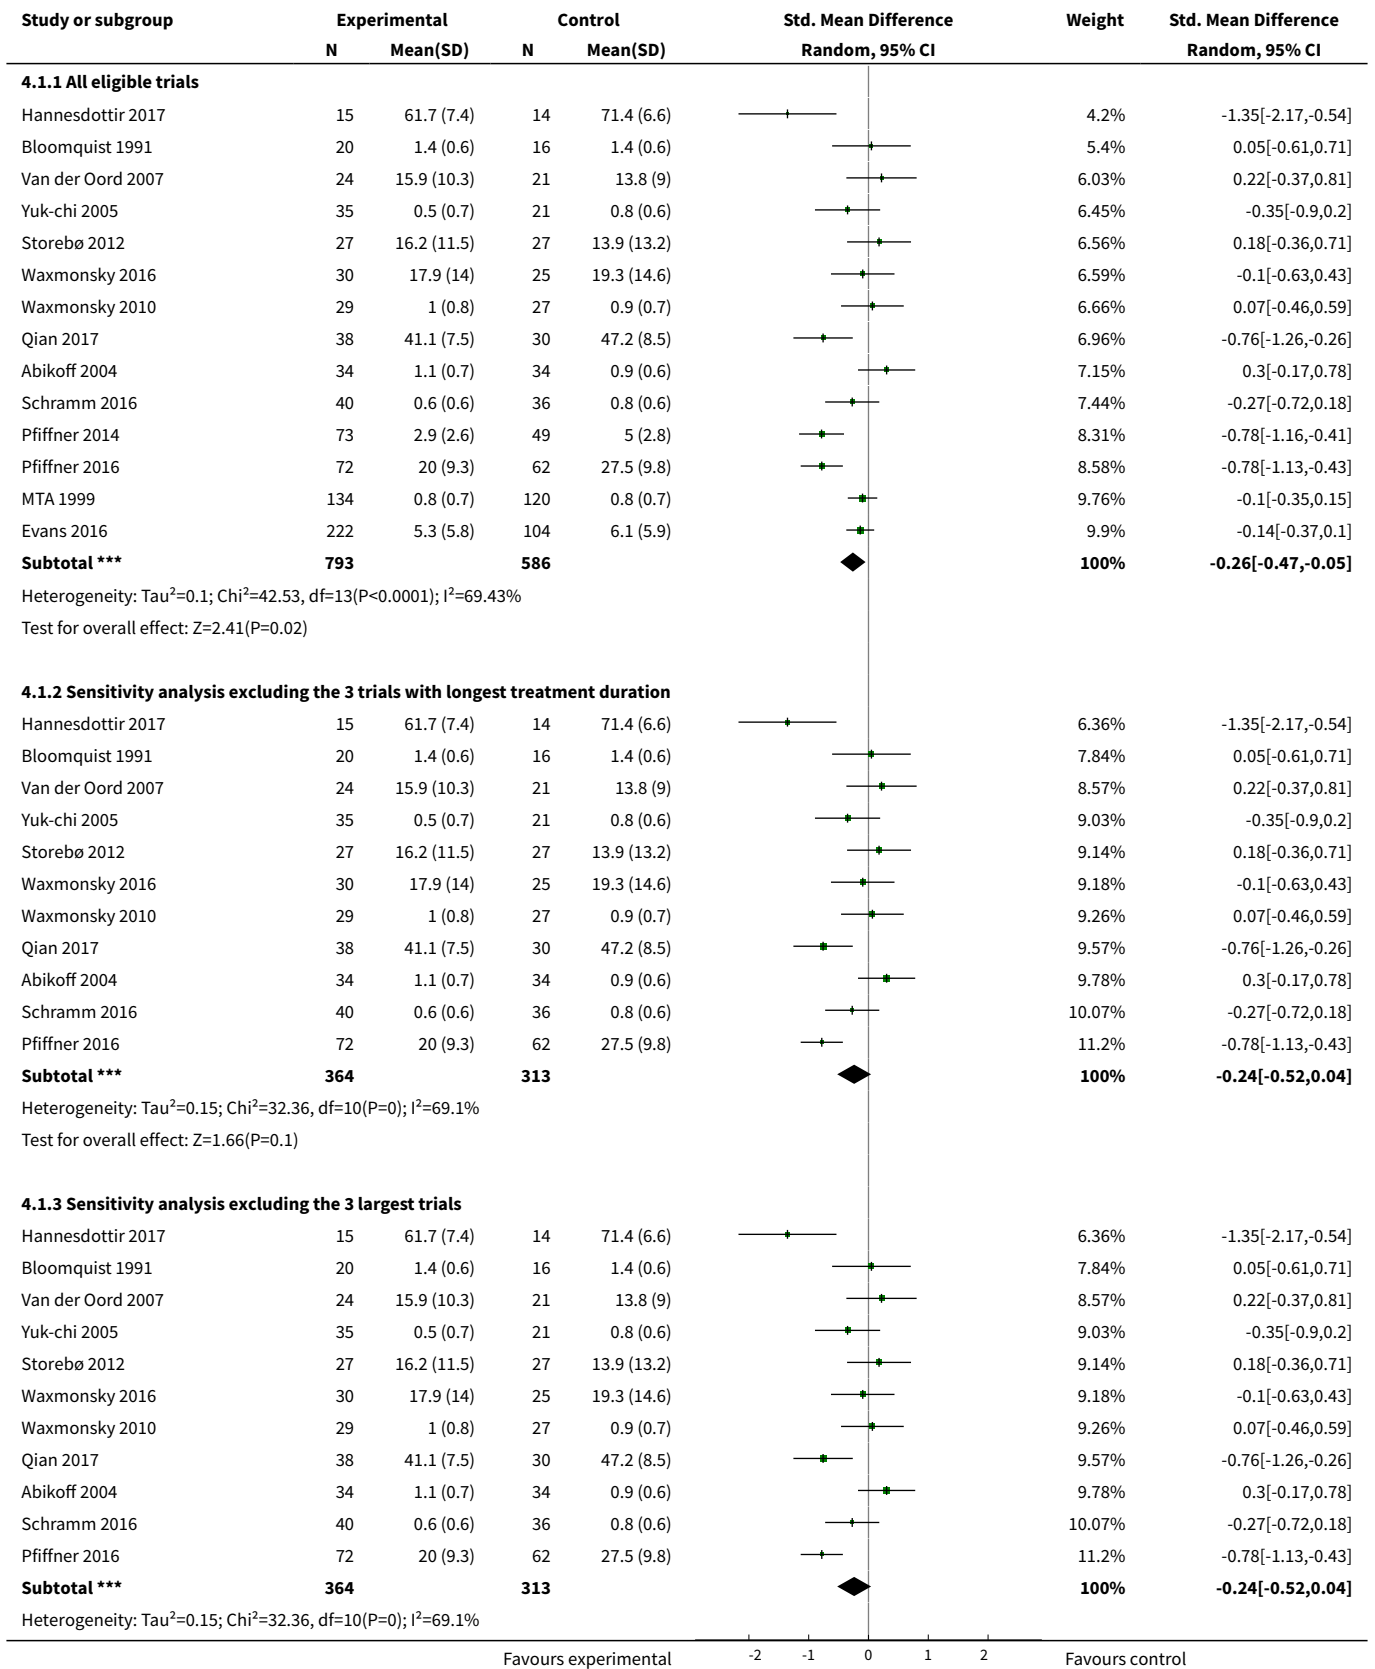 Study or subgroup Experimental Control Std. Mean Difference Weight Std. Mean Difference
N Mean(SD) N Mean(SD) Random, 95% CI Random, 95% CI
4.1.1 All eligible trials
Hannesdottir 2017 15 61.7 (7.4) 14 71.4 (6.6) 4.2% -1.35[-2.17,-0.54]
Bloomquist 1991 20 1.4 (0.6) 16 1.4 (0.6) 5.4% 0.05[-0.61,0.71]
Van der Oord 2007 24 15.9 (10.3) 21 13.8 (9) 6.03% 0.22[-0.37,0.81]
Yuk-chi 2005 35 0.5 (0.7) 21 0.8 (0.6) 6.45% -0.35[-0.9,0.2]
Storebø 2012 27 16.2 (11.5) 27 13.9 (13.2) 6.56% 0.18[-0.36,0.71]
Waxmonsky 2016 30 17.9 (14) 25 19.3 (14.6) 6.59% -0.1[-0.63,0.43]
Waxmonsky 2010 29 1 (0.8) 27 0.9 (0.7) 6.66% 0.07[-0.46,0.59]
Qian 2017 38 41.1 (7.5) 30 47.2 (8.5) 6.96% -0.76[-1.26,-0.26]
Abikoff 2004 34 1.1 (0.7) 34 0.9 (0.6) 7.15% 0.3[-0.17,0.78]
Schramm 2016 40 0.6 (0.6) 36 0.8 (0.6) 7.44% -0.27[-0.72,0.18]
Pfiffner 2014 73 2.9 (2.6) 49 5 (2.8) 8.31% -0.78[-1.16,-0.41]
Pfiffner 2016 72 20 (9.3) 62 27.5 (9.8) 8.58% -0.78[-1.13,-0.43]
MTA 1999 134 0.8 (0.7) 120 0.8 (0.7) 9.76% -0.1[-0.35,0.15]
Evans 2016 222 5.3 (5.8) 104 6.1 (5.9) 9.9% -0.14[-0.37,0.1]
Subtotal *** 793 586 100% -0.26[-0.47,-0.05]
Heterogeneity: Tau²=0.1; Chi²=42.53, df=13(P<0.0001); I²=69.43%
Test for overall effect: Z=2.41(P=0.02)
4.1.2 Sensitivity analysis excluding the 3 trials with longest treatment duration
Hannesdottir 2017 15 61.7 (7.4) 14 71.4 (6.6) 6.36% -1.35[-2.17,-0.54]
Bloomquist 1991 20 1.4 (0.6) 16 1.4 (0.6) 7.84% 0.05[-0.61,0.71]
Van der Oord 2007 24 15.9 (10.3) 21 13.8 (9) 8.57% 0.22[-0.37,0.81]
Yuk-chi 2005 35 0.5 (0.7) 21 0.8 (0.6) 9.03% -0.35[-0.9,0.2]
Storebø 2012 27 16.2 (11.5) 27 13.9 (13.2) 9.14% 0.18[-0.36,0.71]
Waxmonsky 2016 30 17.9 (14) 25 19.3 (14.6) 9.18% -0.1[-0.63,0.43]
Waxmonsky 2010 29 1 (0.8) 27 0.9 (0.7) 9.26% 0.07[-0.46,0.59]
Qian 2017 38 41.1 (7.5) 30 47.2 (8.5) 9.57% -0.76[-1.26,-0.26]
Abikoff 2004 34 1.1 (0.7) 34 0.9 (0.6) 9.78% 0.3[-0.17,0.78]
Schramm 2016 40 0.6 (0.6) 36 0.8 (0.6) 10.07% -0.27[-0.72,0.18]
Pfiffner 2016 72 20 (9.3) 62 27.5 (9.8) 11.2% -0.78[-1.13,-0.43]
Subtotal *** 364 313 100% -0.24[-0.52,0.04]
Heterogeneity: Tau²=0.15; Chi²=32.36, df=10(P=0); I²=69.1%
Test for overall effect: Z=1.66(P=0.1)
4.1.3 Sensitivity analysis excluding the 3 largest trials
Hannesdottir 2017 15 61.7 (7.4) 14 71.4 (6.6) 6.36% -1.35[-2.17,-0.54]
Bloomquist 1991 20 1.4 (0.6) 16 1.4 (0.6) 7.84% 0.05[-0.61,0.71]
Van der Oord 2007 24 15.9 (10.3) 21 13.8 (9) 8.57% 0.22[-0.37,0.81]
Yuk-chi 2005 35 0.5 (0.7) 21 0.8 (0.6) 9.03% -0.35[-0.9,0.2]
Storebø 2012 27 16.2 (11.5) 27 13.9 (13.2) 9.14% 0.18[-0.36,0.71]
Waxmonsky 2016 30 17.9 (14) 25 19.3 (14.6) 9.18% -0.1[-0.63,0.43]
Waxmonsky 2010 29 1 (0.8) 27 0.9 (0.7) 9.26% 0.07[-0.46,0.59]
Qian 2017 38 41.1 (7.5) 30 47.2 (8.5) 9.57% -0.76[-1.26,-0.26]
Abikoff 2004 34 1.1 (0.7) 34 0.9 (0.6) 9.78% 0.3[-0.17,0.78]
Schramm 2016 40 0.6 (0.6) 36 0.8 (0.6) 10.07% -0.27[-0.72,0.18]
Pfiffner 2016 72 20 (9.3) 62 27.5 (9.8) 11.2% -0.78[-1.13,-0.43]
Subtotal *** 364 313 100% -0.24[-0.52,0.04]
Heterogeneity: Tau²=0.15; Chi²=32.36, df=10(P=0); I²=69.1%
Favours experimental -2 -1 0 1 2 Favours control